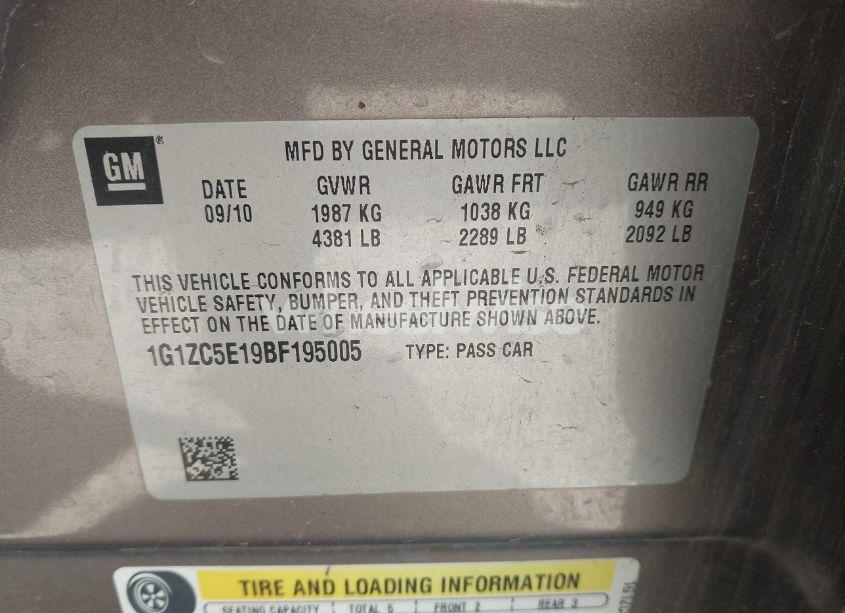 GM ®
MFD BY GENERAL MOTORS LLC
DATE GVWR GAWR FRT GAWR RR
09/10 1987 KG 1038 KG 949 KG
4381 LB 2289 LB 2092 LB
THIS VEHICLE CONFORMS TO ALL APPLICABLE U.S. FEDERAL MOTOR
VEHICLE SAFETY, BUMPER, AND THEFT PREVENTION STANDARDS IN
EFFECT ON THE DATE OF MANUFACTURE SHOWN ABOVE.
1G1ZC5E19BF195005 TYPE: PASS CAR
TIRE AND LOADING INFORMATION
SEATING CAPACITY TOTAL 5 FRONT 2 REAR 3